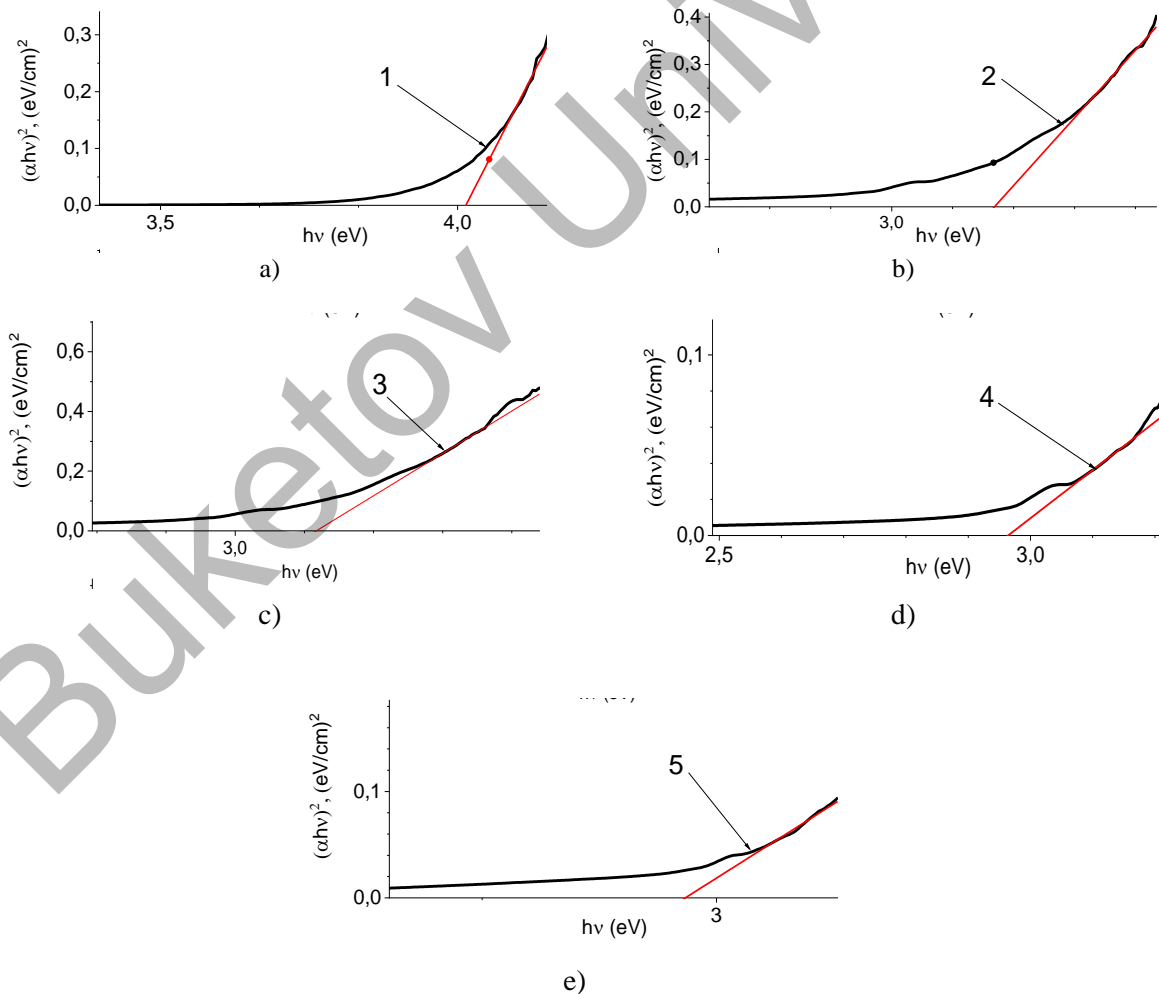 Buketov Univ
0,3
0,2
0,1
0,0
(αhν)², (eV/cm)²
1
3,5
4,0
hν (eV)
a)
0,4
0,3
0,2
0,1
0,0
(αhν)², (eV/cm)²
2
3,0
hν (eV)
b)
0,6
0,4
0,2
0,0
(αhν)², (eV/cm)²
3
3,0
hν (eV)
c)
0,1
0,0
(αhν)², (eV/cm)²
4
2,5
3,0
hν (eV)
d)
0,1
0,0
(αhν)², (eV/cm)²
5
3
hν (eV)
e)